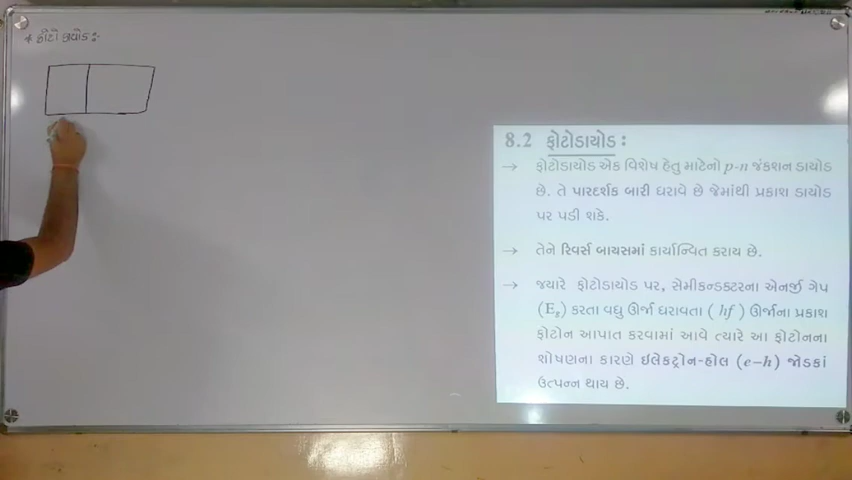 * ફોટો ડાયોડ :-
8.2 ફોટોડાયોડ :
→ ફોટોડાયોડ એક વિશેષ હેતુ માટેનો p-n જંકશન ડાયોડ
છે. તે પારદર્શક બારી ધરાવે છે જેમાંથી પ્રકાશ ડાયોડ
પર પડી શકે.
→ તેને રિવર્સ બાયસમાં કાર્યાન્વિત કરાય છે.
→ જ્યારે ફોટોડાયોડ પર, સેમીકન્ડક્ટરના એનર્જી ગેપ
(Eg) કરતા વધુ ઊર્જા ધરાવતા ( hf ) ઊર્જાના પ્રકાશ
ફોટોન આપાત કરવામાં આવે ત્યારે આ ફોટોનના
શોષણના કારણે ઇલેક્ટ્રોન-હોલ (e–h) જોડકાં
ઉત્પન્ન થાય છે.